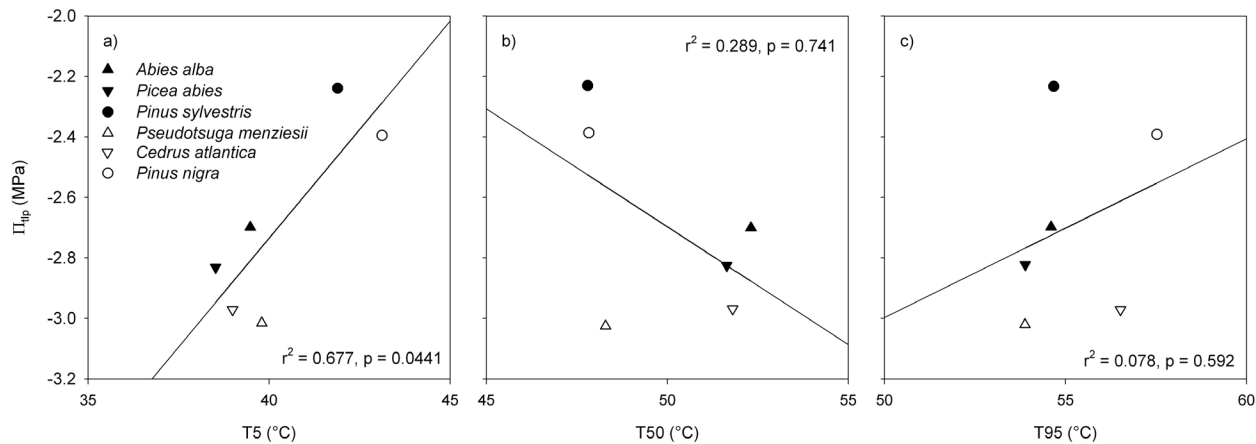 a)
Abies alba
Picea abies
Pinus sylvestris
Pseudotsuga menziesii
Cedrus atlantica
Pinus nigra
r² = 0.677, p = 0.0441
-2.0
-2.2
-2.4
-2.6
-2.8
-3.0
-3.2
Πtlp (MPa)
35 40 45
T5 (°C)
b)
r² = 0.289, p = 0.741
45 50 55
T50 (°C)
c)
r² = 0.078, p = 0.592
50 55 60
T95 (°C)